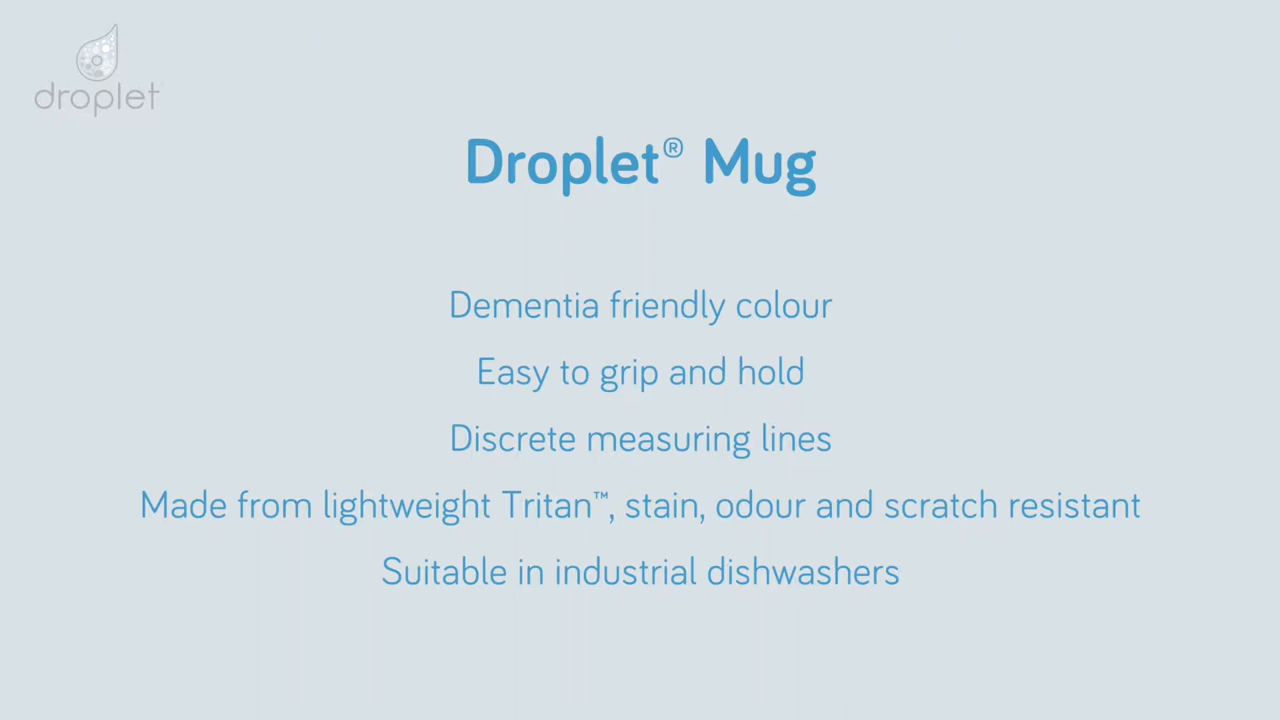 droplet
Droplet® Mug
Dementia friendly colour
Easy to grip and hold
Discrete measuring lines
Made from lightweight Tritan™, stain, odour and scratch resistant
Suitable in industrial dishwashers